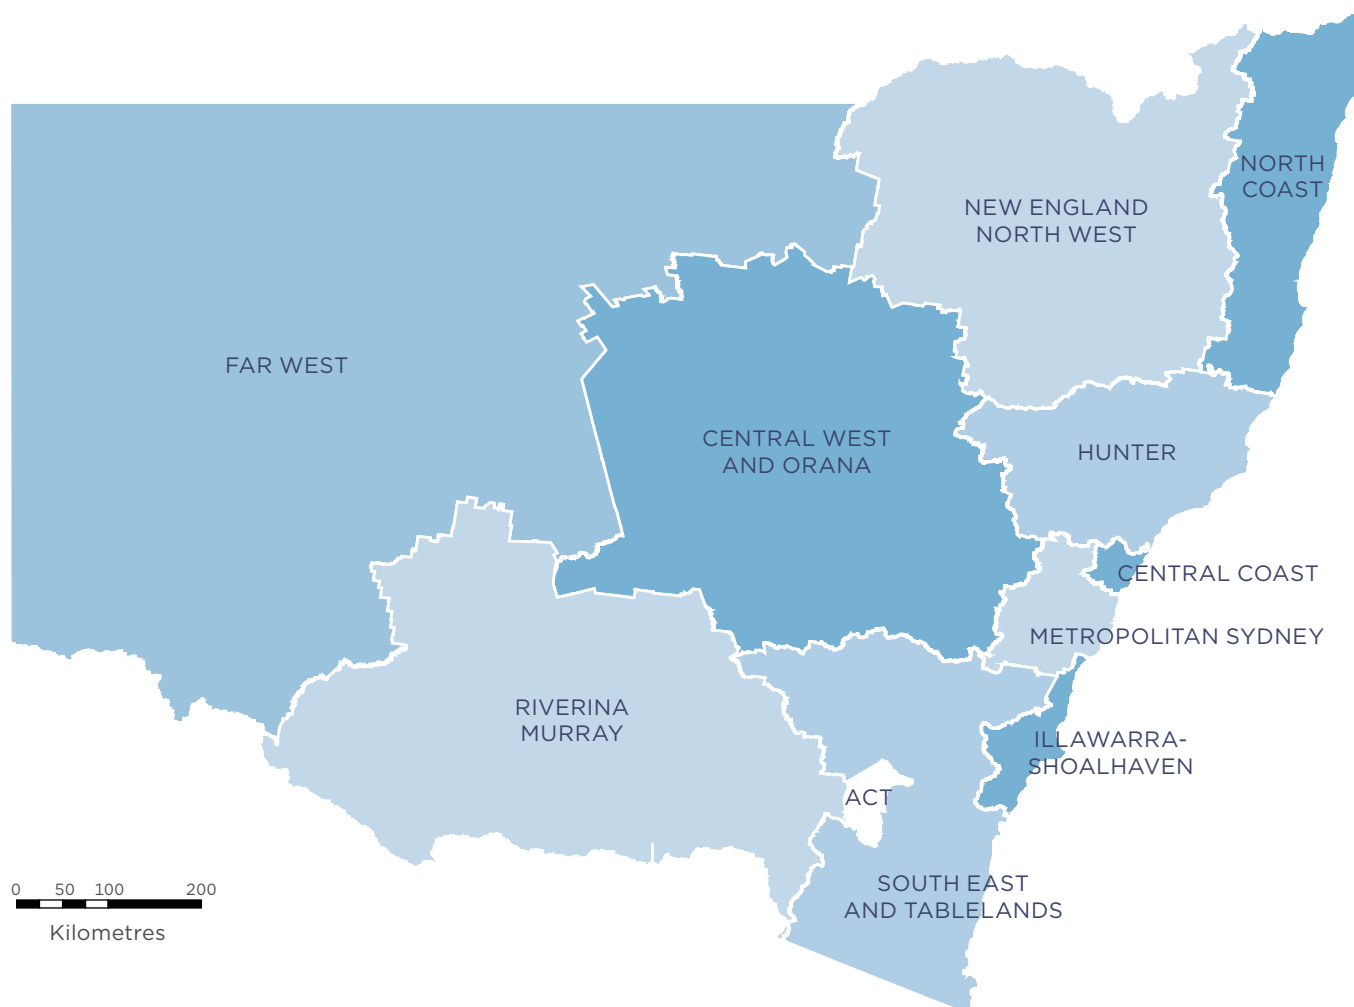 NORTH
COAST
NEW ENGLAND
NORTH WEST
FAR WEST
CENTRAL WEST
AND ORANA
HUNTER
CENTRAL COAST
METROPOLITAN SYDNEY
RIVERINA
MURRAY
ILLAWARRA-
SHOALHAVEN
ACT
SOUTH EAST
AND TABLELANDS
0 50 100 200
Kilometres